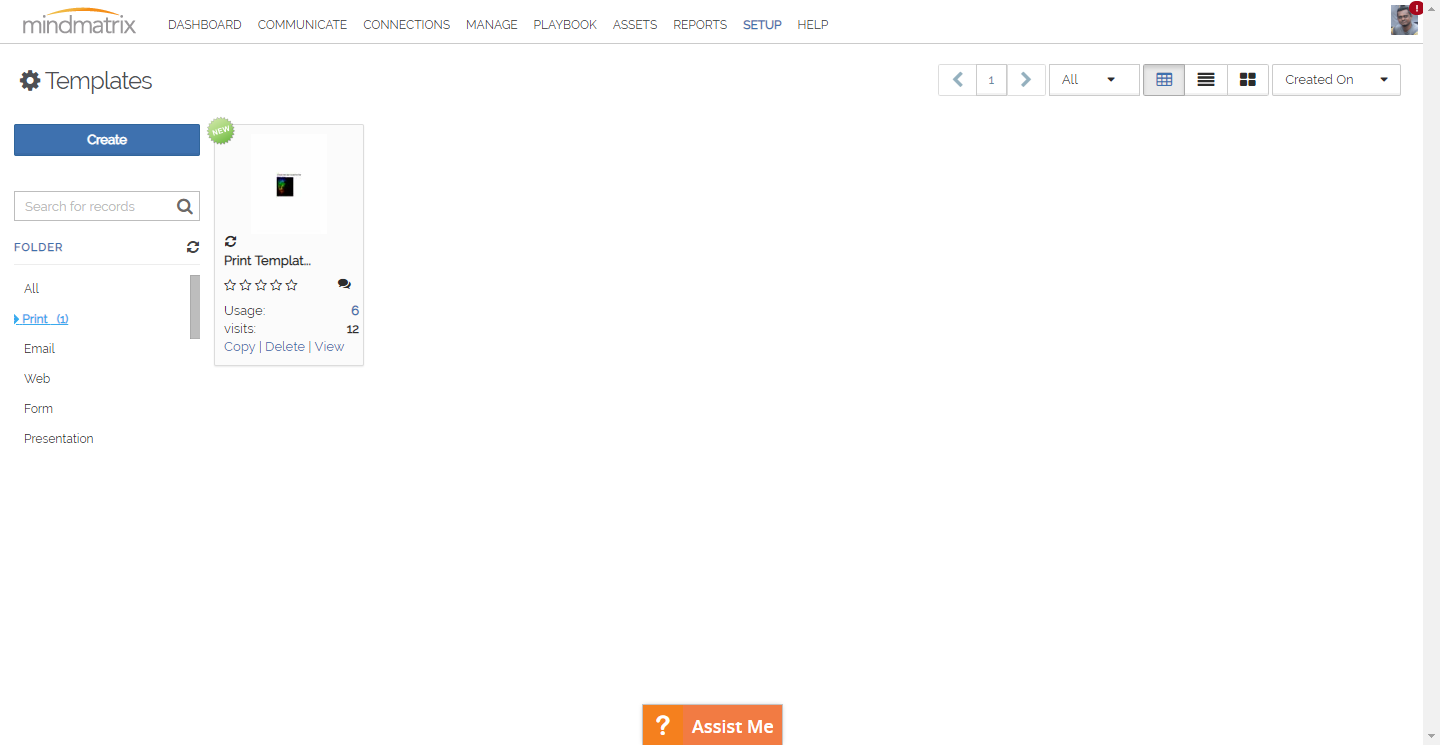 mindmatrix
DASHBOARD COMMUNICATE CONNECTIONS MANAGE PLAYBOOK ASSETS REPORTS SETUP HELP
!
Templates
1
All
Created On
Create
Search for records
FOLDER
All
Print (1)
Email
Web
Form
Presentation
NEW
Print Templat...
Usage: 6
visits: 12
Copy | Delete | View
? Assist Me